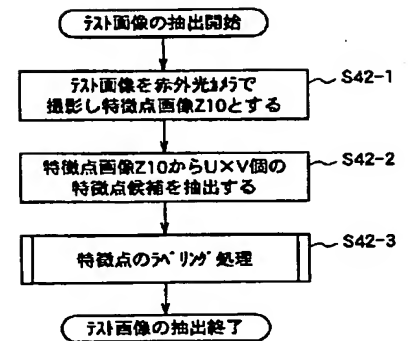 テスト画像の抽出開始
テスト画像を赤外光カメラで
撮影し特徴点画像Z10とする
S42-1
特徴点画像Z10からU×V個の
特徴点候補を抽出する
S42-2
特徴点のラベリング処理
S42-3
テスト画像の抽出終了